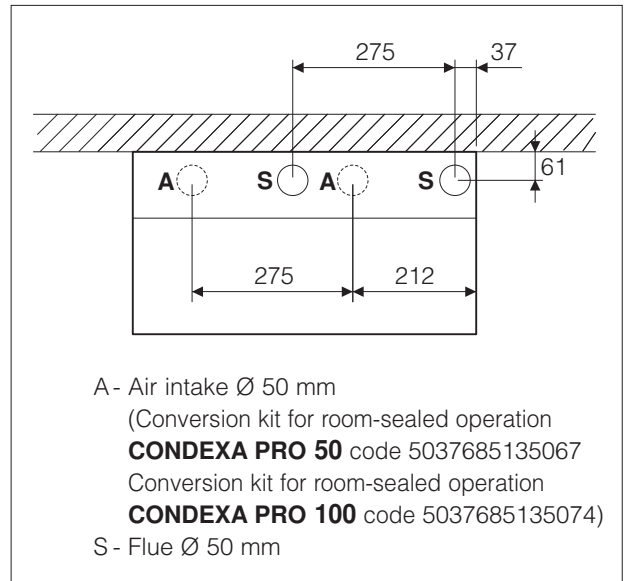 275 37
A S A S 61
275 212
A - Air intake Ø 50 mm
(Conversion kit for room-sealed operation
CONDEXA PRO 50 code 5037685135067
Conversion kit for room-sealed operation
CONDEXA PRO 100 code 5037685135074)
S - Flue Ø 50 mm